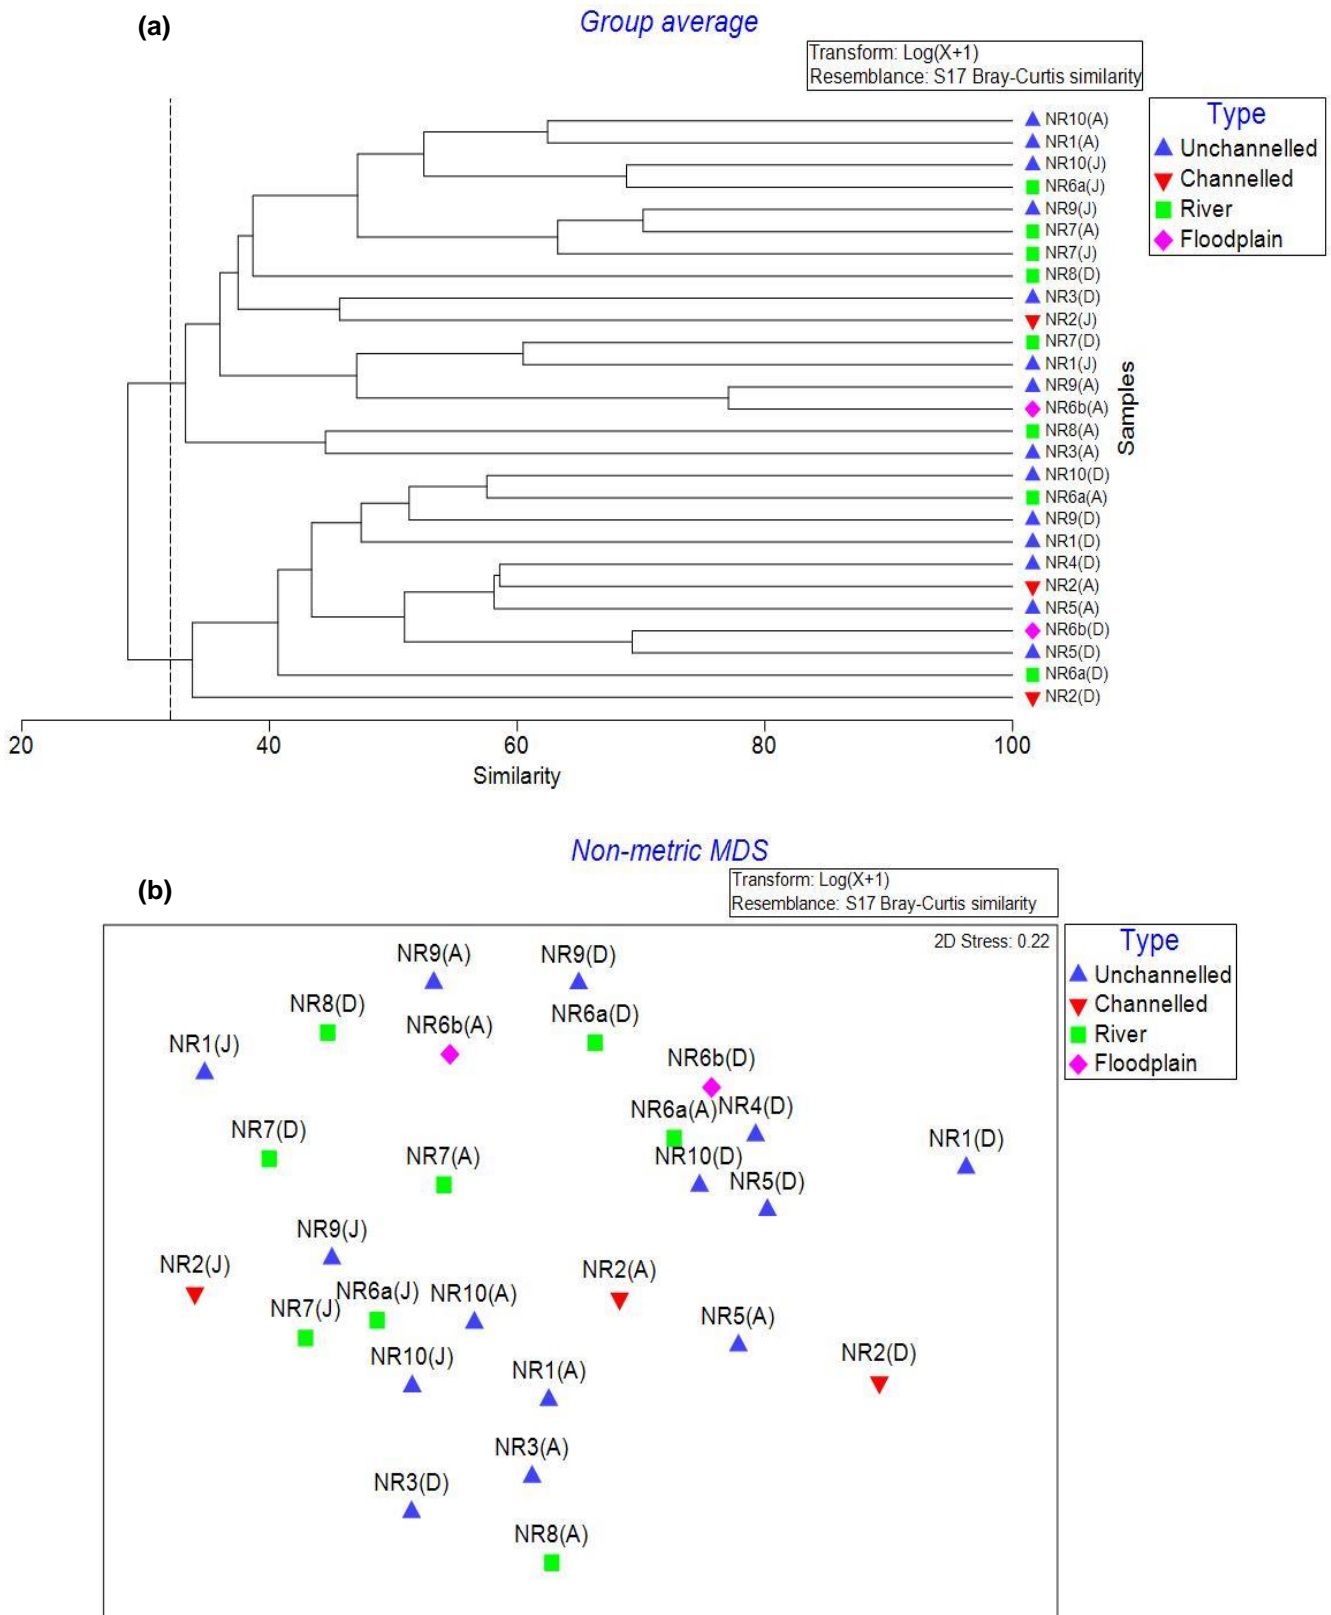 (a)
Group average
Transform: Log(X+1)
Resemblance: S17 Bray-Curtis similarity
Type
Unchannelled
Channelled
River
Floodplain
NR10(A)
NR1(A)
NR10(J)
NR6a(J)
NR9(J)
NR7(A)
NR7(J)
NR8(D)
NR3(D)
NR2(J)
NR7(D)
NR1(J)
NR9(A)
NR6b(A)
NR8(A)
NR3(A)
NR10(D)
NR6a(A)
NR9(D)
NR1(D)
NR4(D)
NR2(A)
NR5(A)
NR6b(D)
NR5(D)
NR6a(D)
NR2(D)
Samples
20 40 60 80 100
Similarity
Non-metric MDS
(b)
Transform: Log(X+1)
Resemblance: S17 Bray-Curtis similarity
2D Stress: 0.22
Type
Unchannelled
Channelled
River
Floodplain
NR9(A) NR9(D)
NR8(D) NR6a(D)
NR6b(A)
NR1(J) NR6b(D)
NR6a(A) NR4(D)
NR7(D) NR1(D)
NR7(A) NR10(D)
NR5(D)
NR9(J)
NR2(J) NR2(A)
NR6a(J) NR10(A)
NR7(J) NR5(A)
NR10(J) NR2(D)
NR1(A)
NR3(A)
NR3(D)
NR8(A)